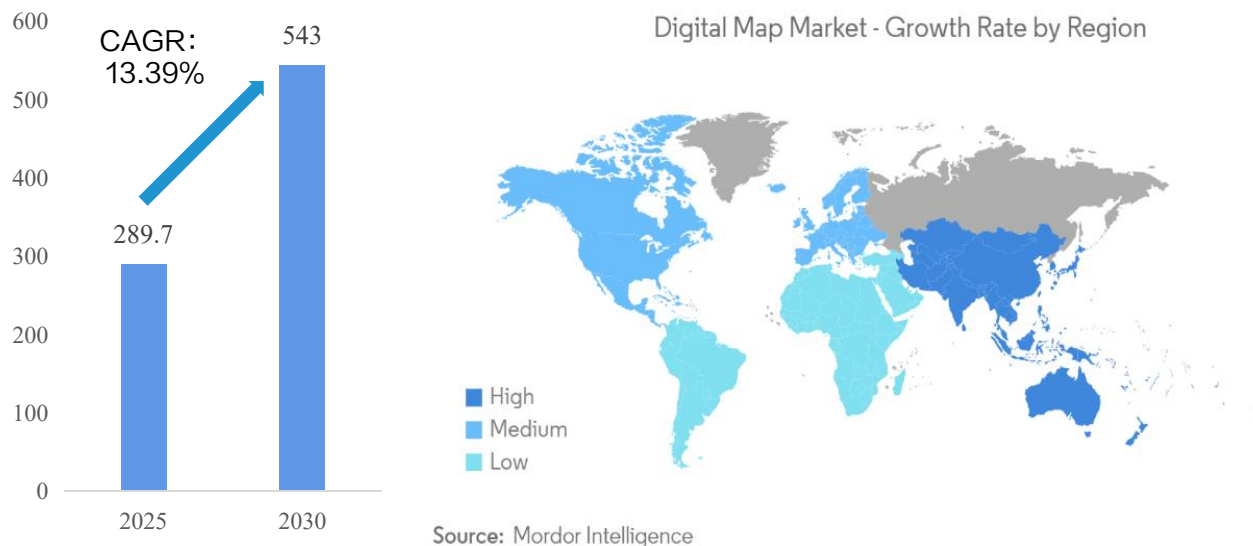 600
500
400
300
200
100
0
CAGR:
13.39%
289.7
543
2025
2030
Digital Map Market - Growth Rate by Region
High
Medium
Low
Source: Mordor Intelligence